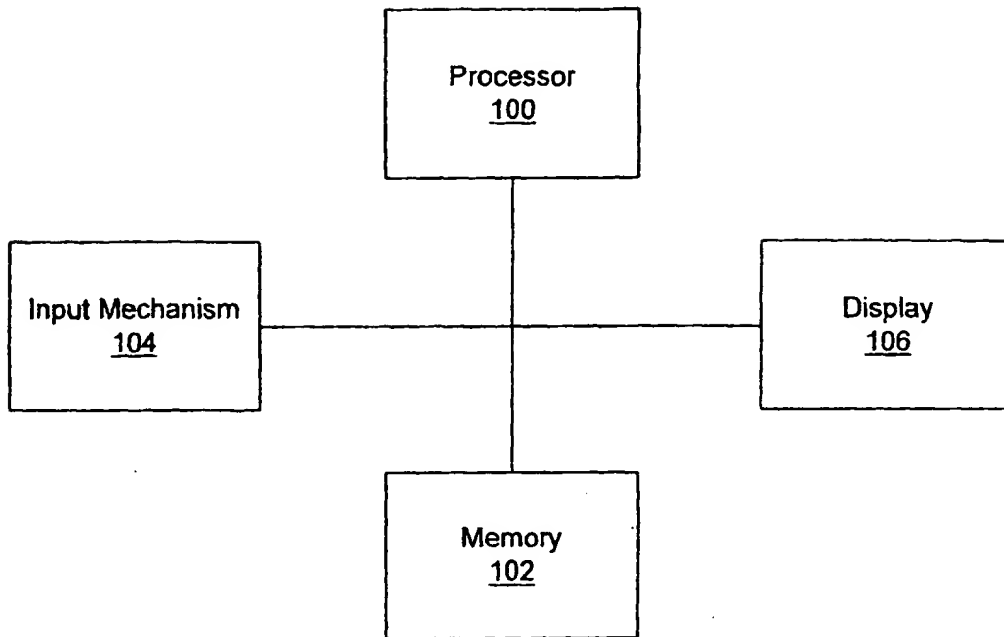 Processor
100
Input Mechanism
104
Display
106
Memory
102